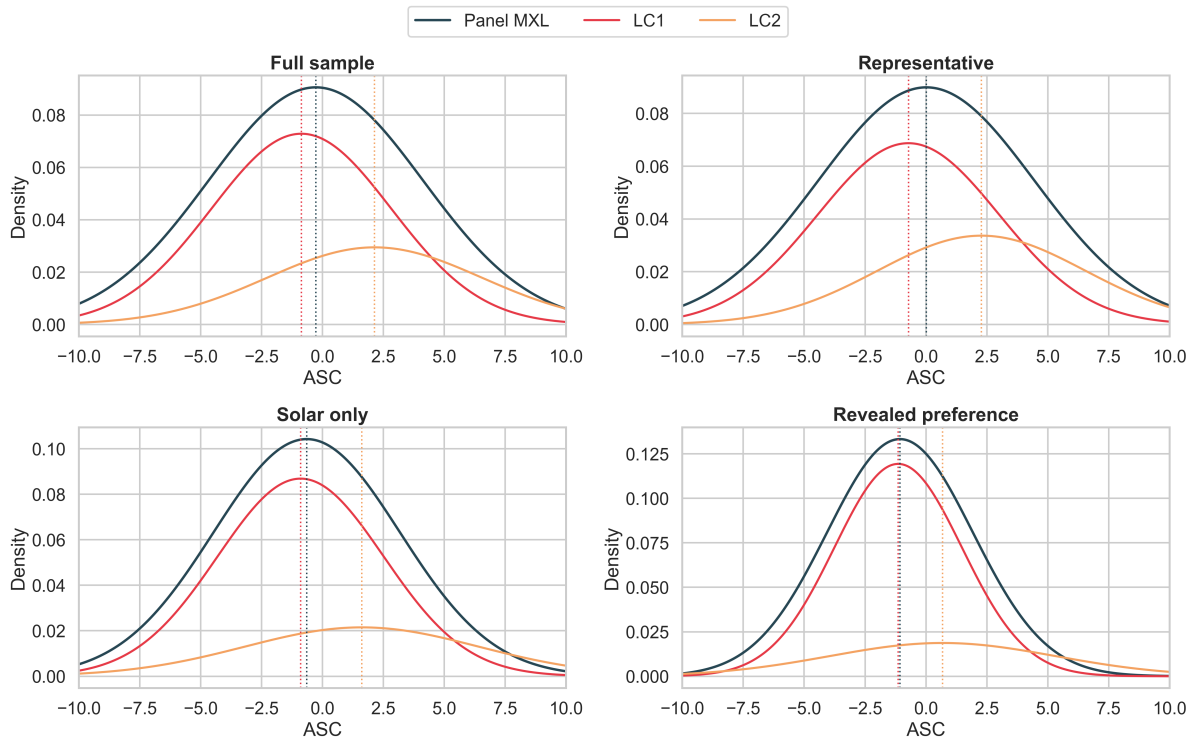 Panel MXL LC1 LC2
Full sample
Density
0.08
0.06
0.04
0.02
0.00
−10.0 −7.5 −5.0 −2.5 0.0 2.5 5.0 7.5 10.0
ASC
Representative
Density
0.08
0.06
0.04
0.02
0.00
−10.0 −7.5 −5.0 −2.5 0.0 2.5 5.0 7.5 10.0
ASC
Solar only
Density
0.10
0.08
0.06
0.04
0.02
0.00
−10.0 −7.5 −5.0 −2.5 0.0 2.5 5.0 7.5 10.0
ASC
Revealed preference
Density
0.125
0.100
0.075
0.050
0.025
0.000
−10.0 −7.5 −5.0 −2.5 0.0 2.5 5.0 7.5 10.0
ASC